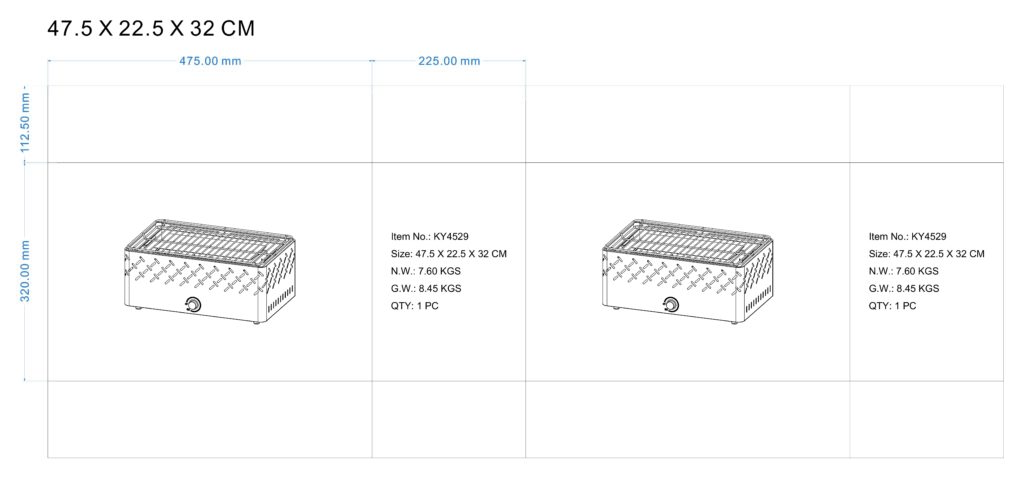 47.5 X 22.5 X 32 CM
475.00 mm
225.00 mm
112.50 mm
320.00 mm
Item No.: KY4529
Size: 47.5 X 22.5 X 32 CM
N.W.: 7.60 KGS
G.W.: 8.45 KGS
QTY: 1 PC
Item No.: KY4529
Size: 47.5 X 22.5 X 32 CM
N.W.: 7.60 KGS
G.W.: 8.45 KGS
QTY: 1 PC